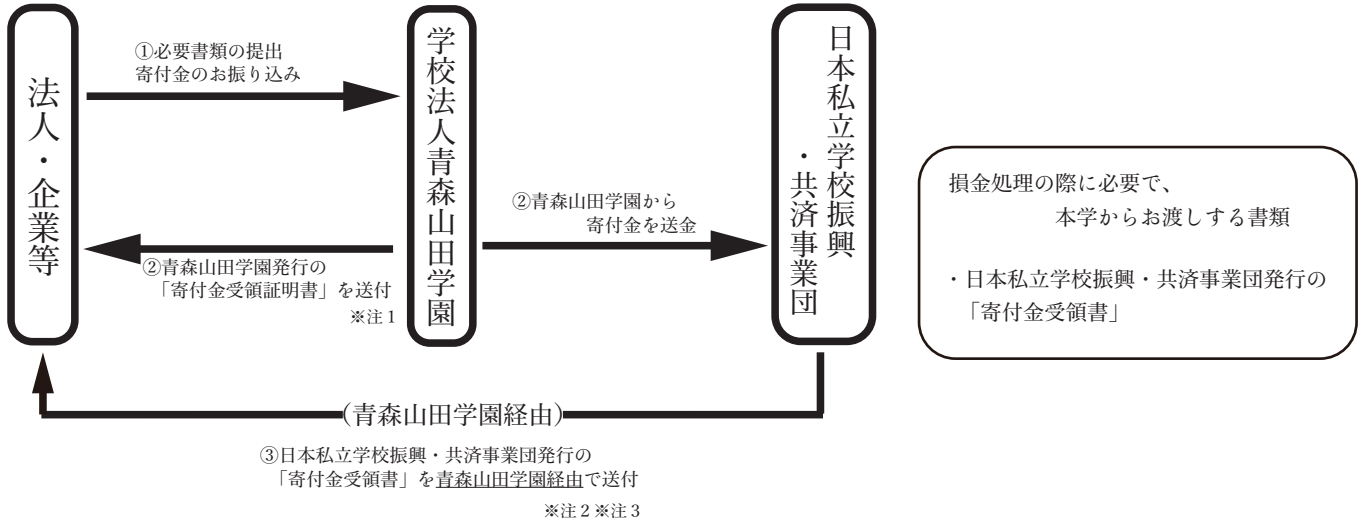 法人・企業等
①必要書類の提出
寄付金のお振り込み
②青森山田学園発行の
「寄付金受領証明書」を送付
※注１
学校法人青森山田学園
②青森山田学園から
寄付金を送金
日本私立学校振興
・共済事業団
(青森山田学園経由)
③日本私立学校振興・共済事業団発行の
「寄付金受領書」を青森山田学園経由で送付
※注２※注３
損金処理の際に必要で、
本学からお渡しする書類
・日本私立学校振興・共済事業団発行の
「寄付金受領書」